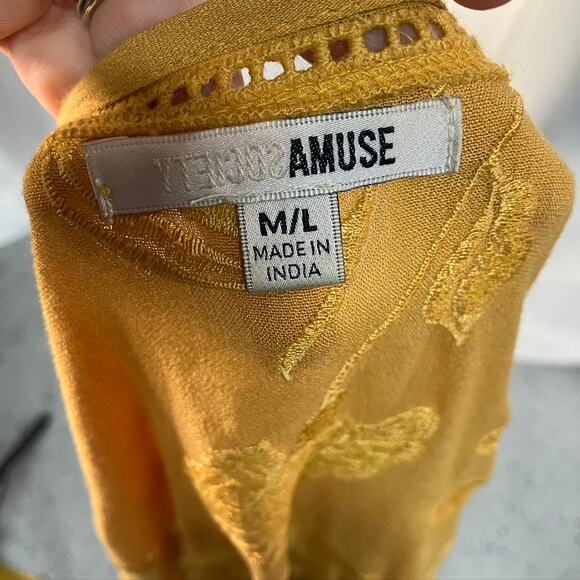 SOCIETY AMUSE
M/L
MADE IN
INDIA